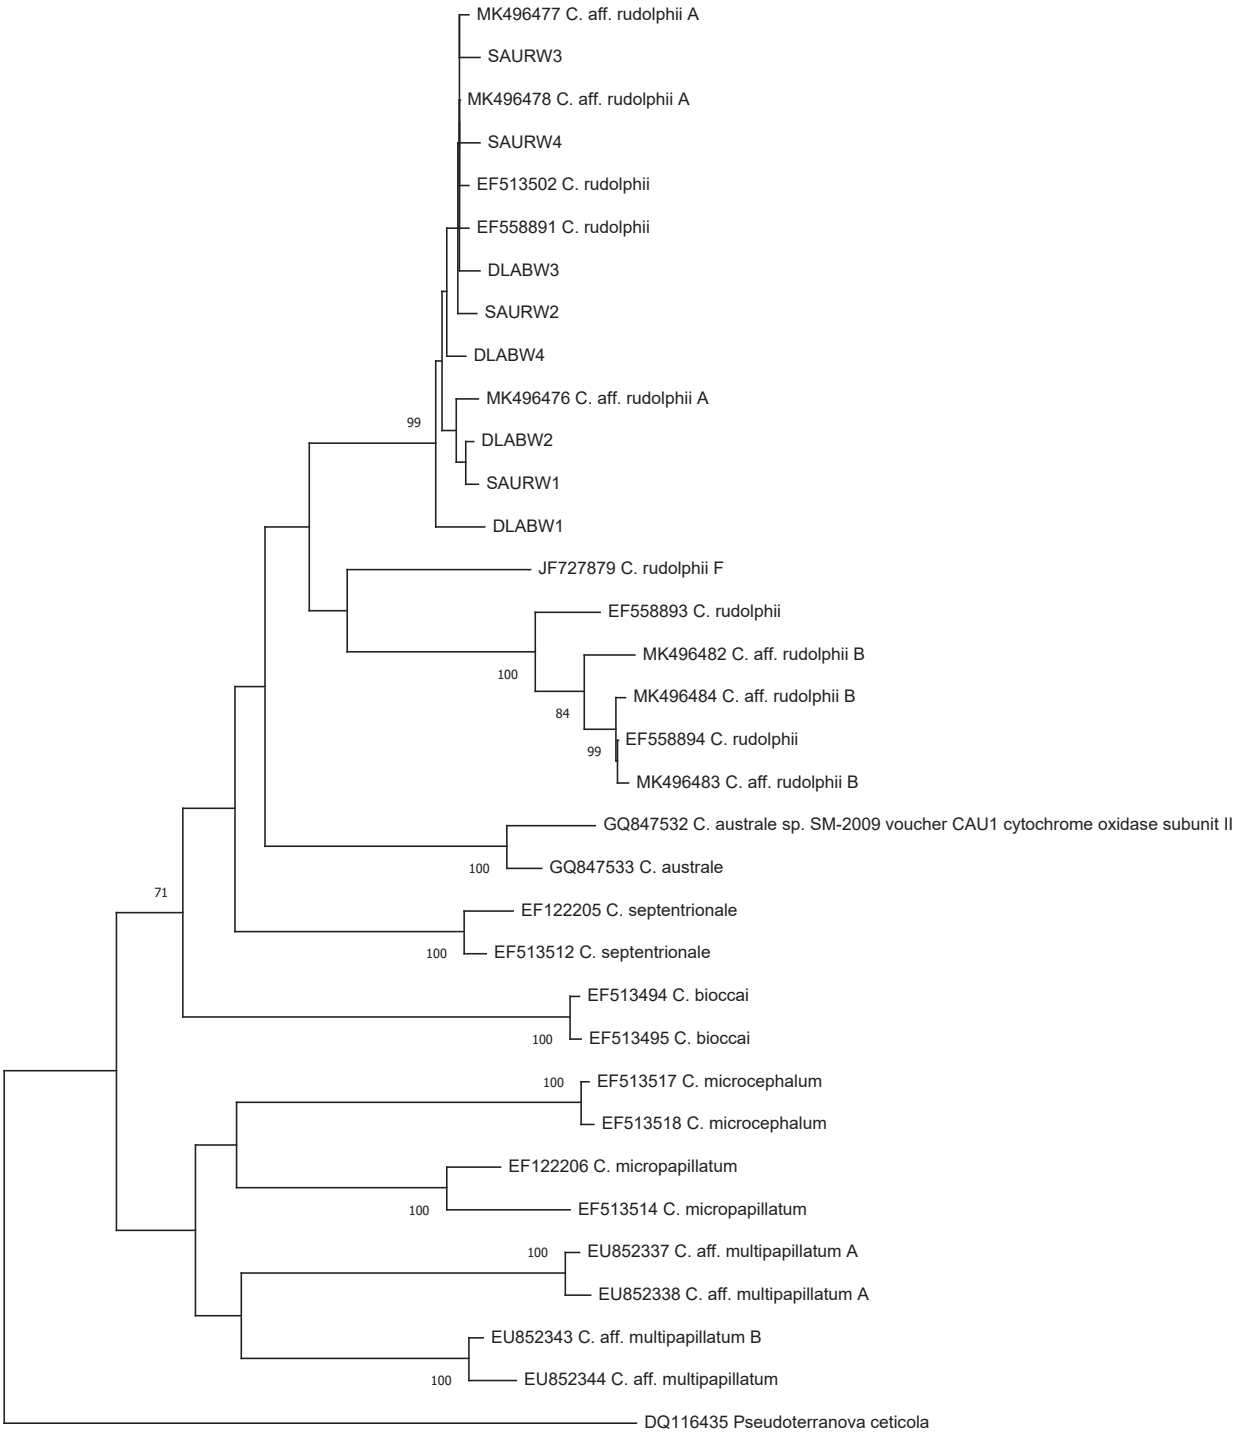 MK496477 C. aff. rudolphii A
SAURW3
MK496478 C. aff. rudolphii A
SAURW4
EF513502 C. rudolphii
EF558891 C. rudolphii
DLABW3
SAURW2
DLABW4
MK496476 C. aff. rudolphii A
99
DLABW2
SAURW1
DLABW1
JF727879 C. rudolphii F
EF558893 C. rudolphii
MK496482 C. aff. rudolphii B
100
MK496484 C. aff. rudolphii B
84
EF558894 C. rudolphii
99
MK496483 C. aff. rudolphii B
GQ847532 C. australe sp. SM-2009 voucher CAU1 cytochrome oxidase subunit II
GQ847533 C. australe
100
71
EF122205 C. septentrionale
EF513512 C. septentrionale
100
EF513494 C. bioccai
EF513495 C. bioccai
100
EF513517 C. microcephalum
100
EF513518 C. microcephalum
EF122206 C. micropapillatum
EF513514 C. micropapillatum
100
EU852337 C. aff. multipapillatum A
100
EU852338 C. aff. multipapillatum A
EU852343 C. aff. multipapillatum B
EU852344 C. aff. multipapillatum
100
DQ116435 Pseudoterranova ceticola